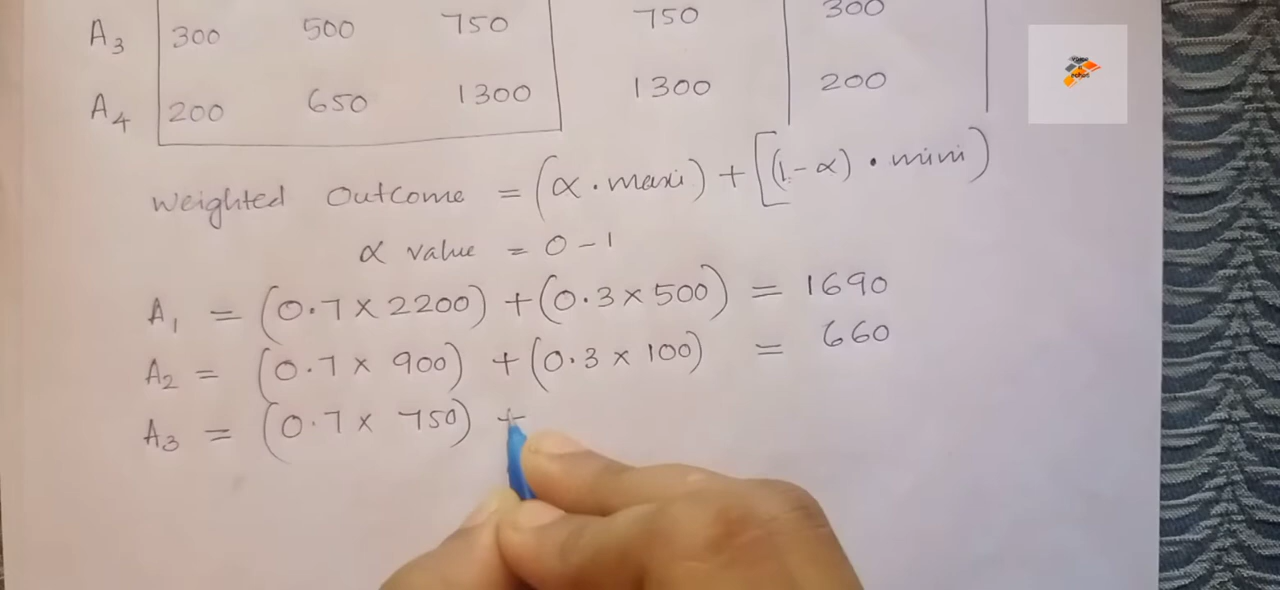 A3 300 500 750 750 300
A4 200 650 1300 1300 200
Weighted Outcome = (α . maxi) + [(1 - α) . mini)
α value = 0 - 1
A1 = (0.7 x 2200) + (0.3 x 500) = 1690
A2 = (0.7 x 900) + (0.3 x 100) = 660
A3 = (0.7 x 750) +